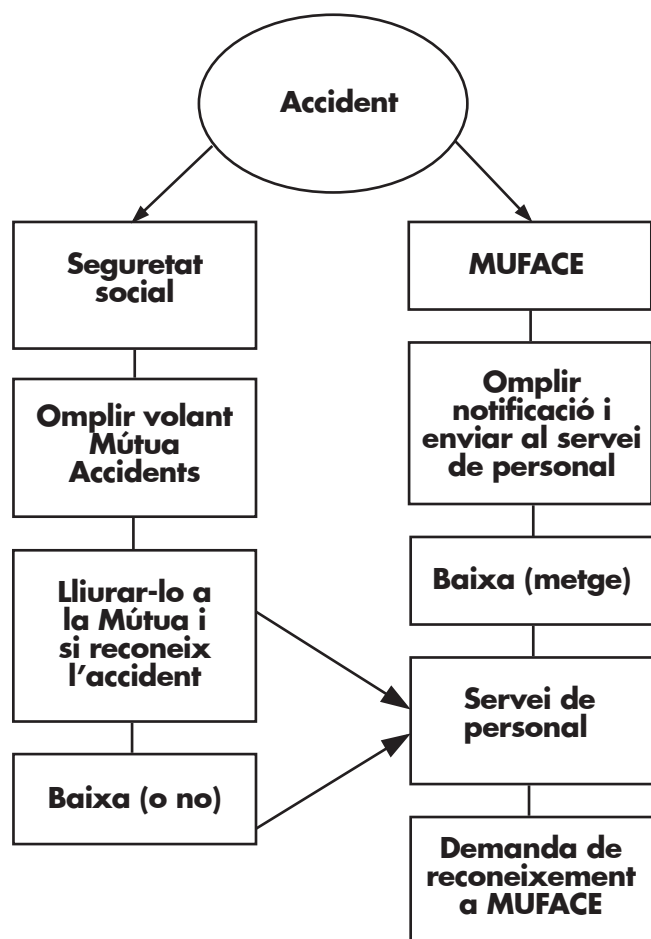 Accident
Seguretat
social
Omplir volant
Mútua
Accidents
Lliurar-lo a
la Mútua i
si reconeix
l'accident
Baixa (o no)
MUFACE
Omplir
notificació i
enviar al servei
de personal
Baixa (metge)
Servei de
personal
Demanda de
reconeixement
a MUFACE